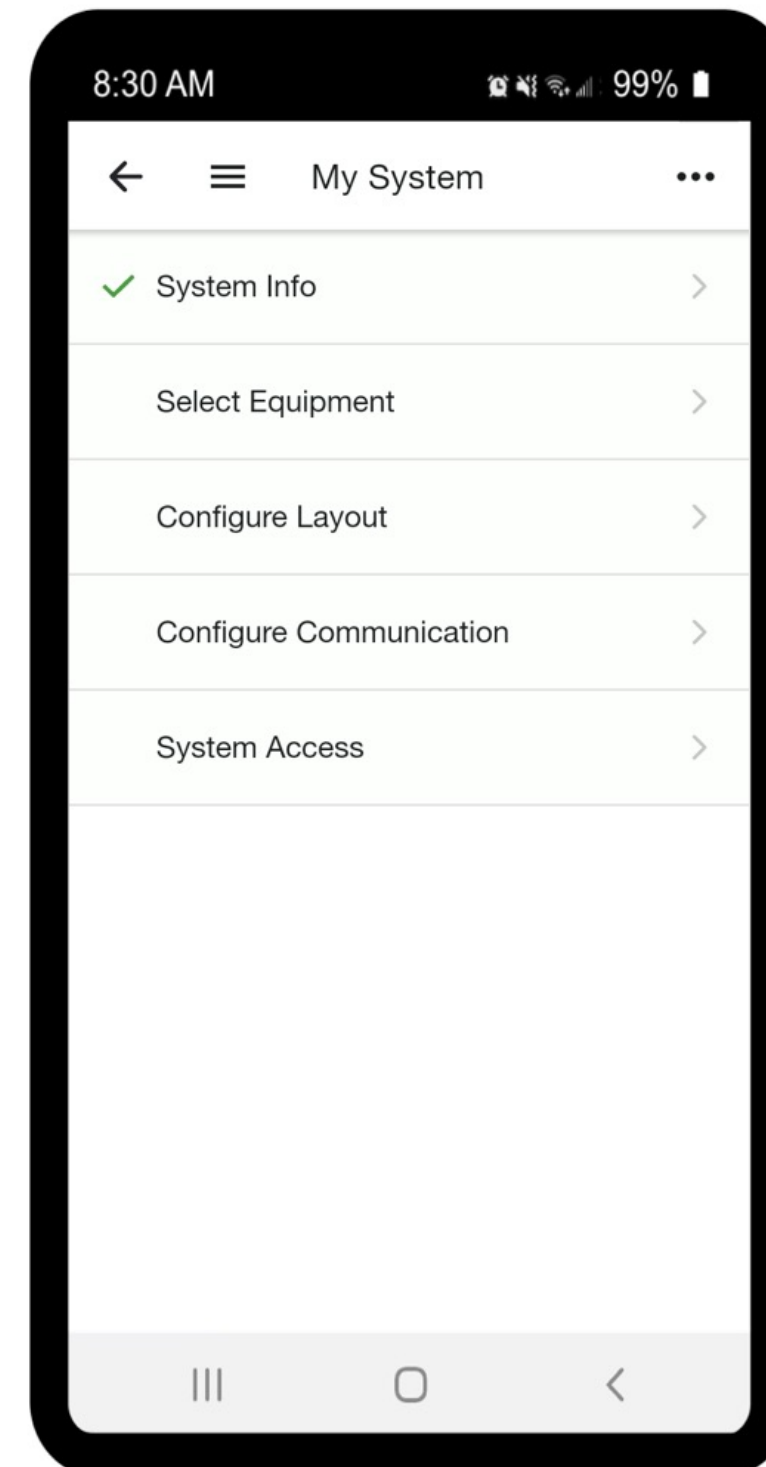 8:30 AM 99%
My System
System Info
Select Equipment
Configure Layout
Configure Communication
System Access